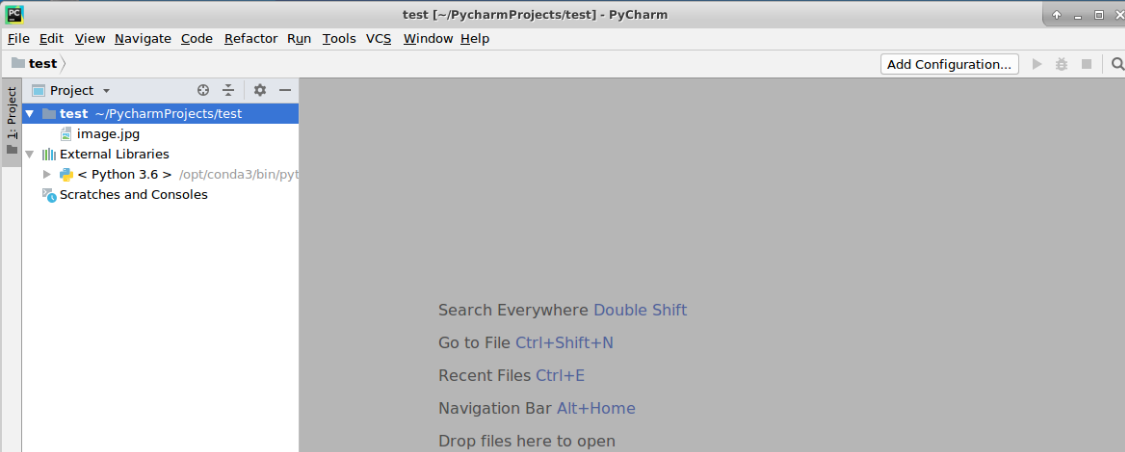 PC
test [~/PycharmProjects/test] - PyCharm
File Edit View Navigate Code Refactor Run Tools VCS Window Help
test
Add Configuration...
1: Project
Project
test ~/PycharmProjects/test
image.jpg
External Libraries
< Python 3.6 > /opt/conda3/bin/pyt
Scratches and Consoles
Search Everywhere Double Shift
Go to File Ctrl+Shift+N
Recent Files Ctrl+E
Navigation Bar Alt+Home
Drop files here to open